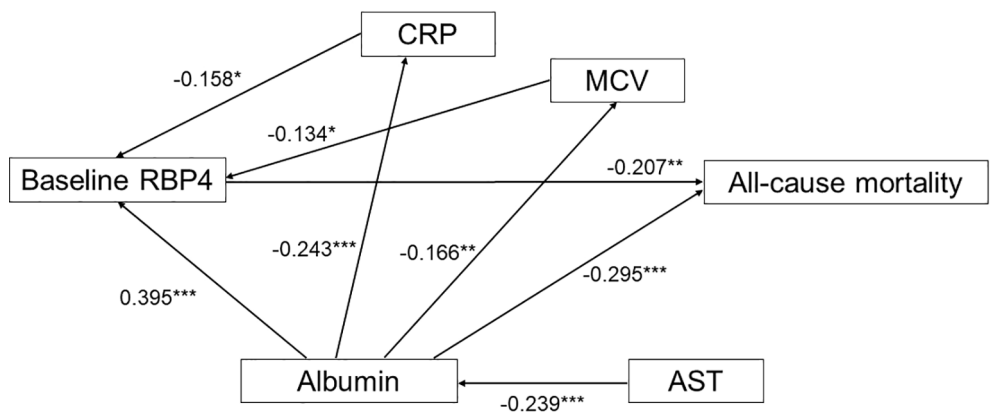 CRP
-0.158*
MCV
-0.134*
Baseline RBP4
-0.207**
All-cause mortality
-0.243***
-0.166**
-0.295***
0.395***
Albumin
AST
-0.239***